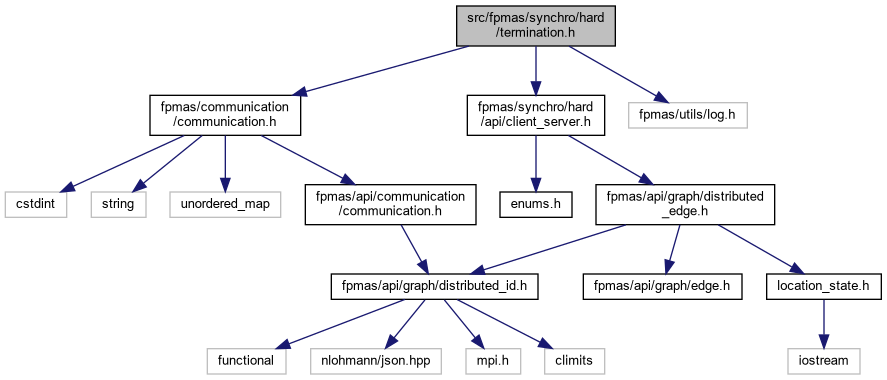 src/fpmas/synchro/hard
/termination.h
fpmas/communication
/communication.h
fpmas/synchro/hard
/api/client_server.h
fpmas/utils/log.h
cstdint
string
unordered_map
fpmas/api/communication
/communication.h
enums.h
fpmas/api/graph/distributed
_edge.h
fpmas/api/graph/distributed_id.h
fpmas/api/graph/edge.h
location_state.h
functional
nlohmann/json.hpp
mpi.h
climits
iostream